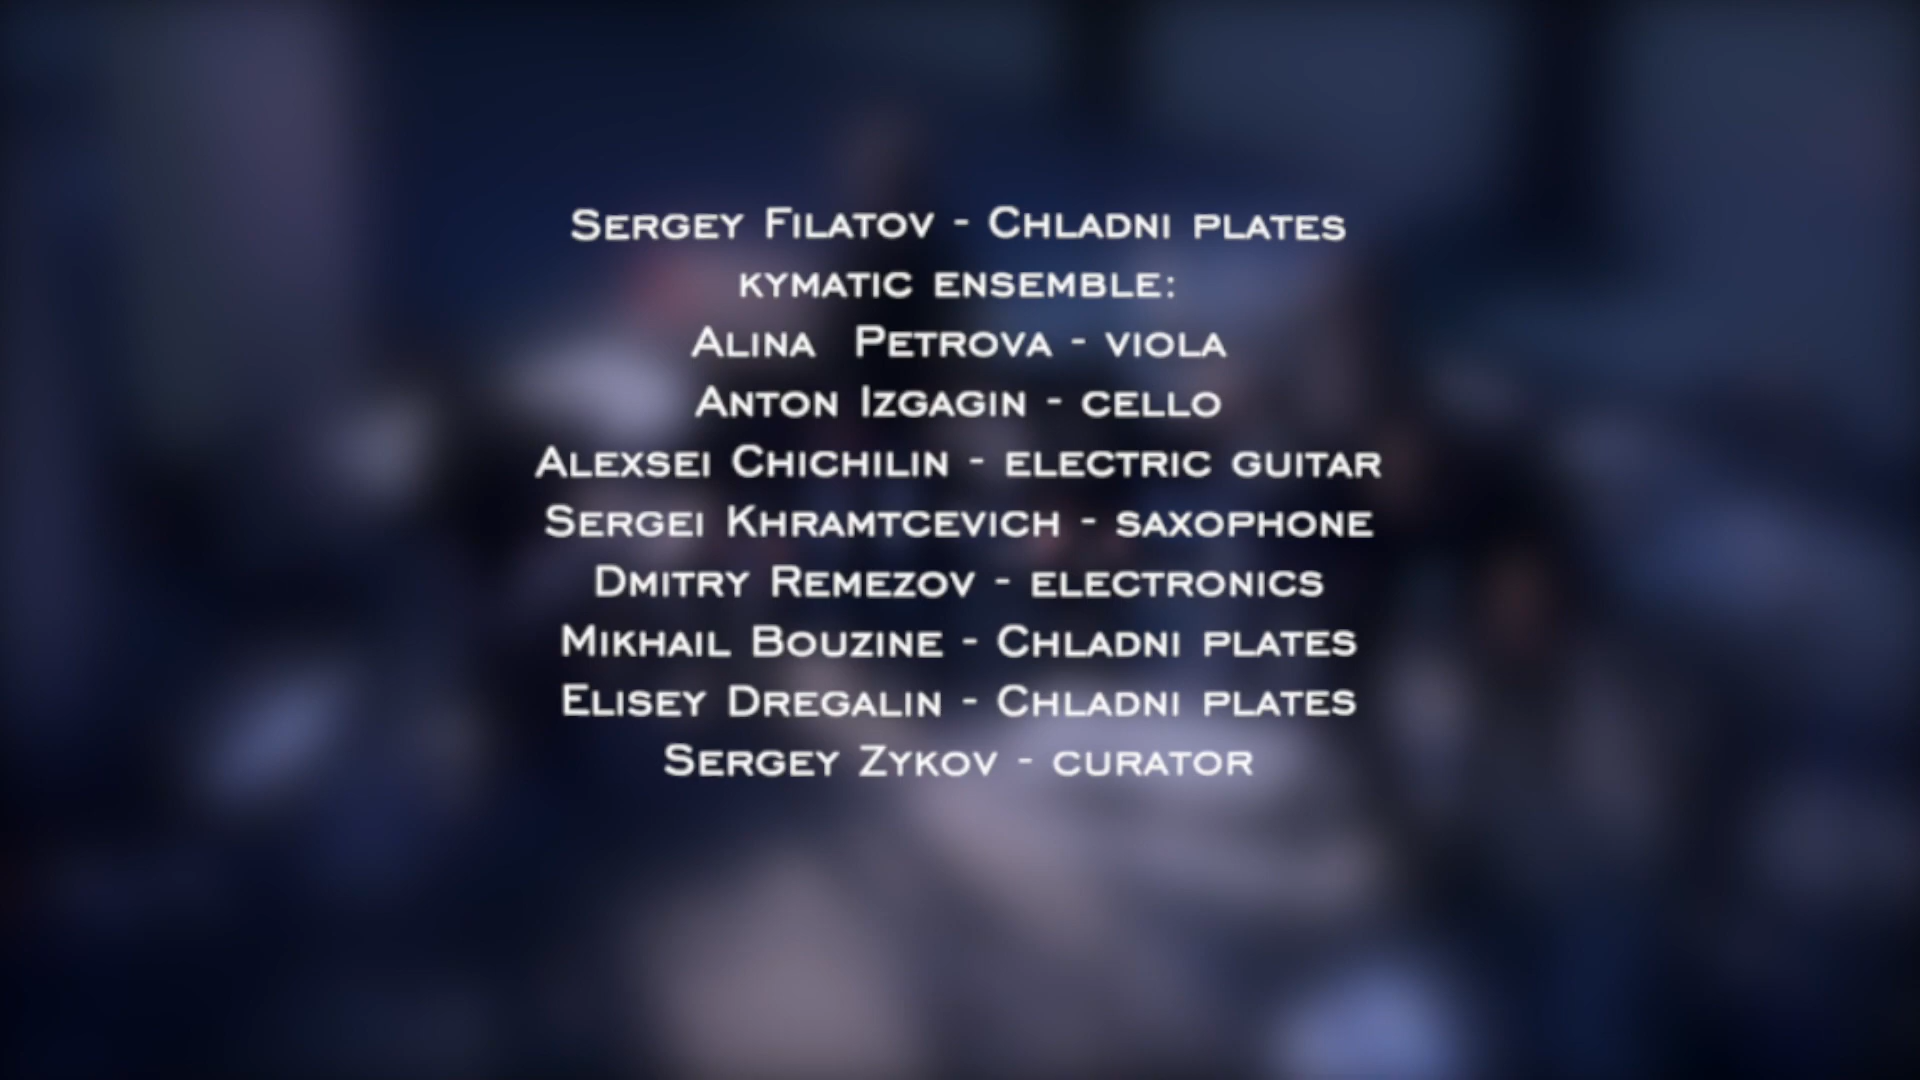 Sergey Filatov - Chladni plates
kymatic ensemble:
Alina Petrova - viola
Anton Izgagin - cello
Alexsei Chichilin - electric guitar
Sergei Khramtcevich - saxophone
Dmitry Remezov - electronics
Mikhail Bouzine - Chladni plates
Elisey Dregalin - Chladni plates
Sergey Zykov - curator